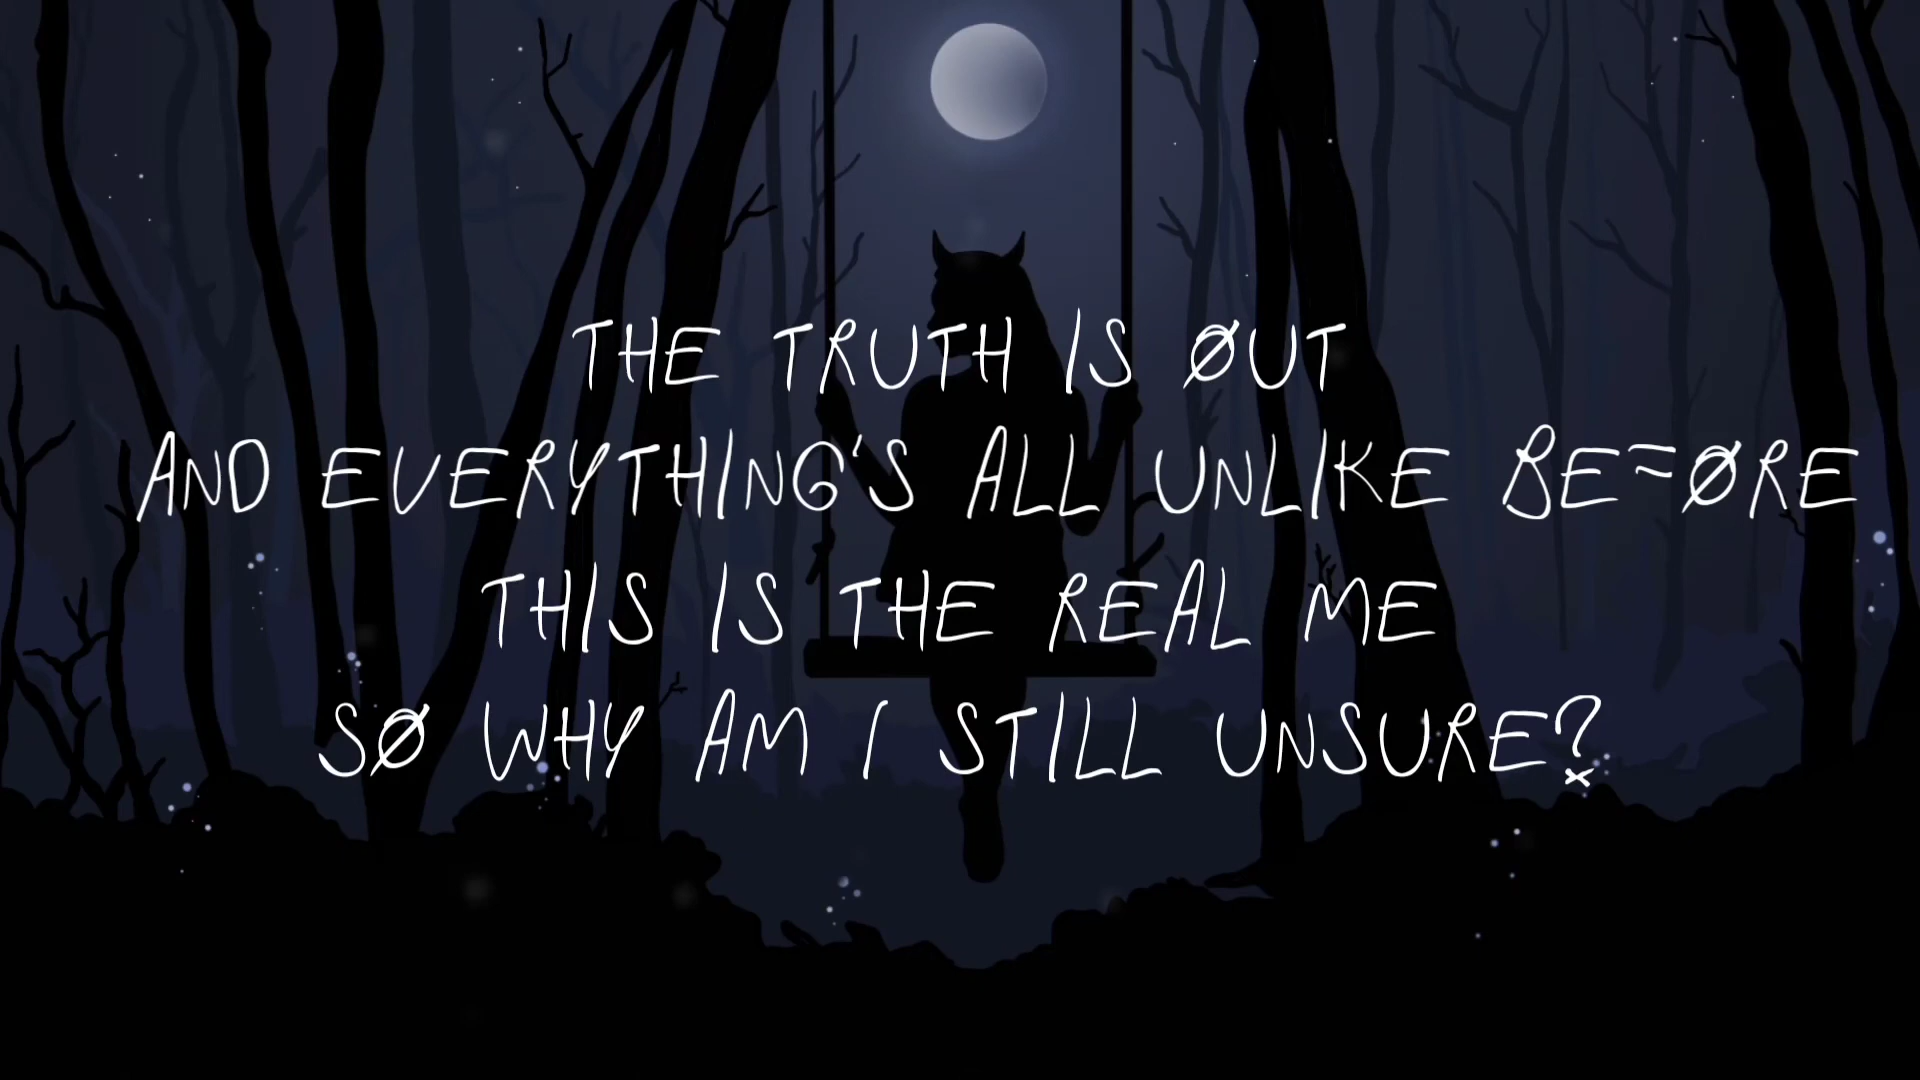 THE TRUTH IS ØUT
AND EVERYTHING'S ALL UNLIKE BEFØRE
THIS IS THE REAL ME
SØ WHY AM I STILL UNSURE?